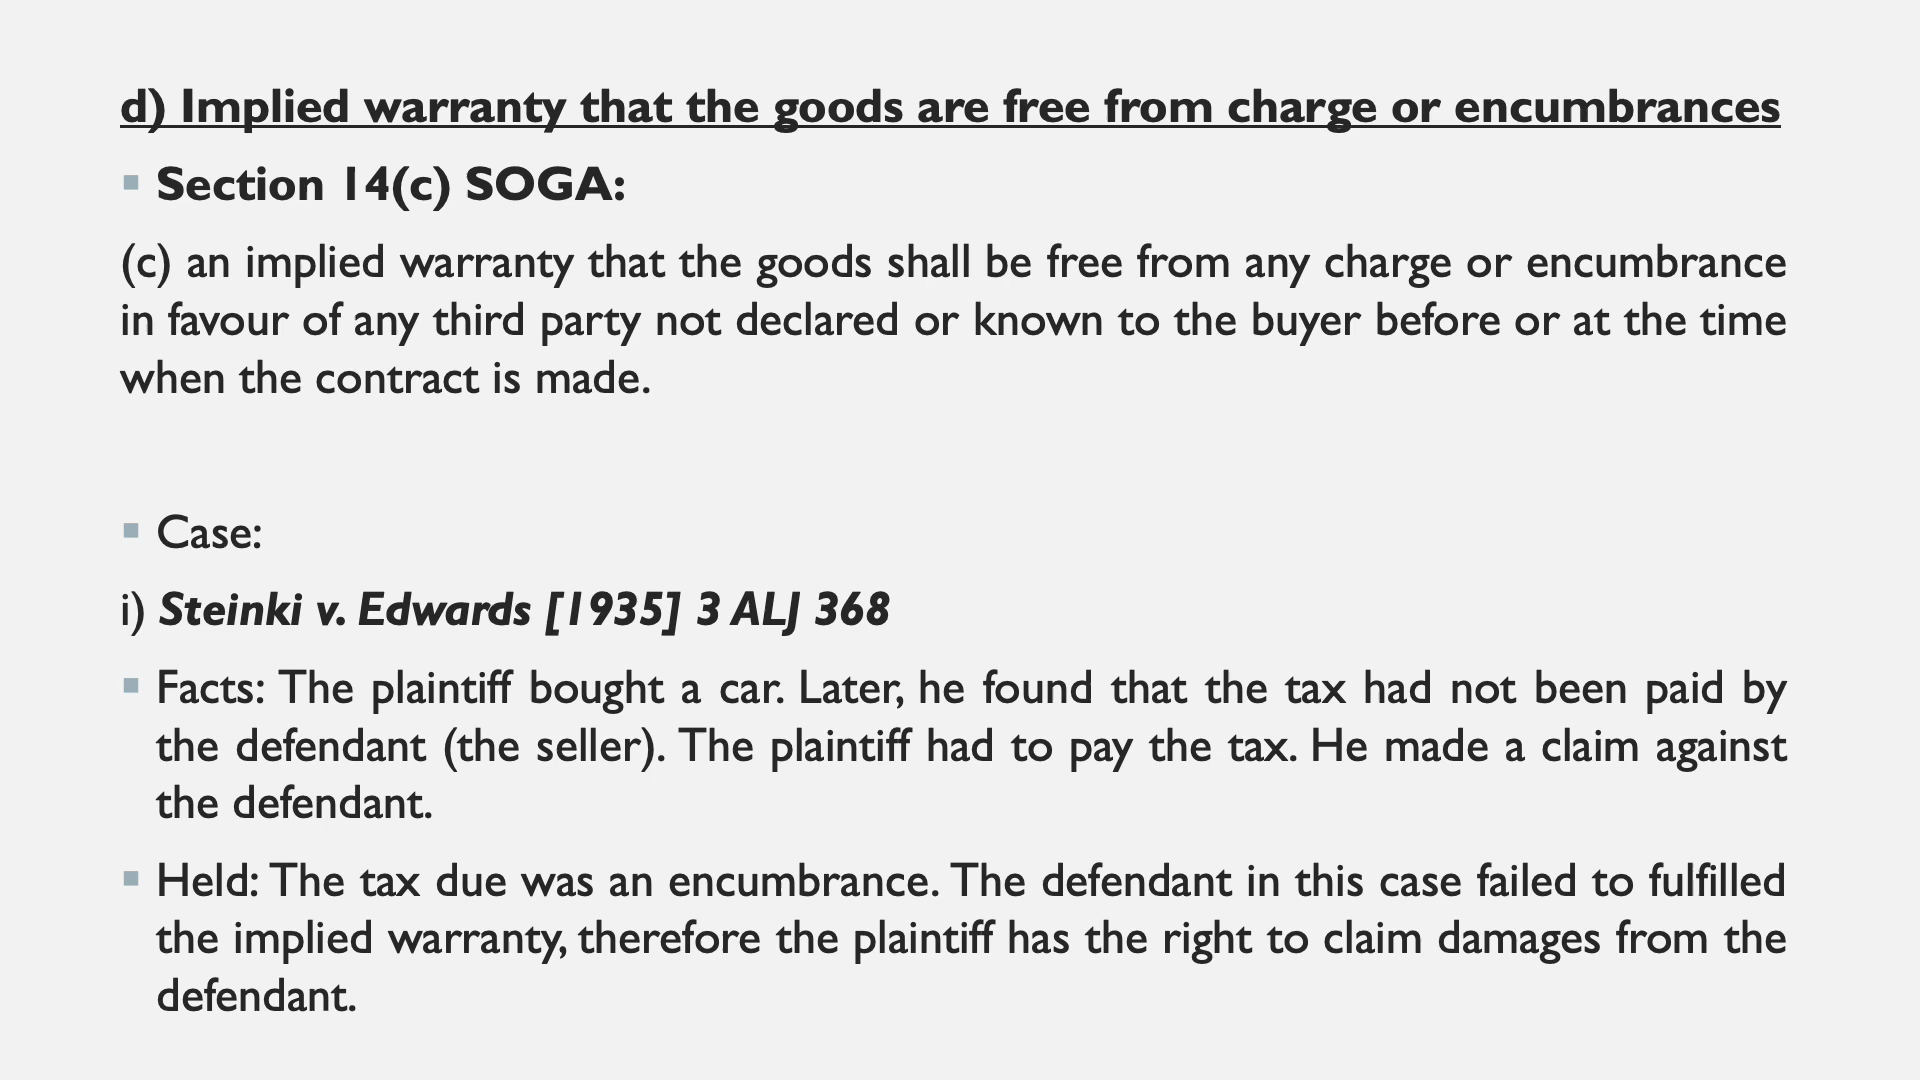 d) Implied warranty that the goods are free from charge or encumbrances
▪ Section 14(c) SOGA:
(c) an implied warranty that the goods shall be free from any charge or encumbrance
in favour of any third party not declared or known to the buyer before or at the time
when the contract is made.
▪ Case:
i) Steinki v. Edwards [1935] 3 ALJ 368
▪ Facts: The plaintiff bought a car. Later, he found that the tax had not been paid by
the defendant (the seller). The plaintiff had to pay the tax. He made a claim against
the defendant.
▪ Held: The tax due was an encumbrance. The defendant in this case failed to fulfilled
the implied warranty, therefore the plaintiff has the right to claim damages from the
defendant.